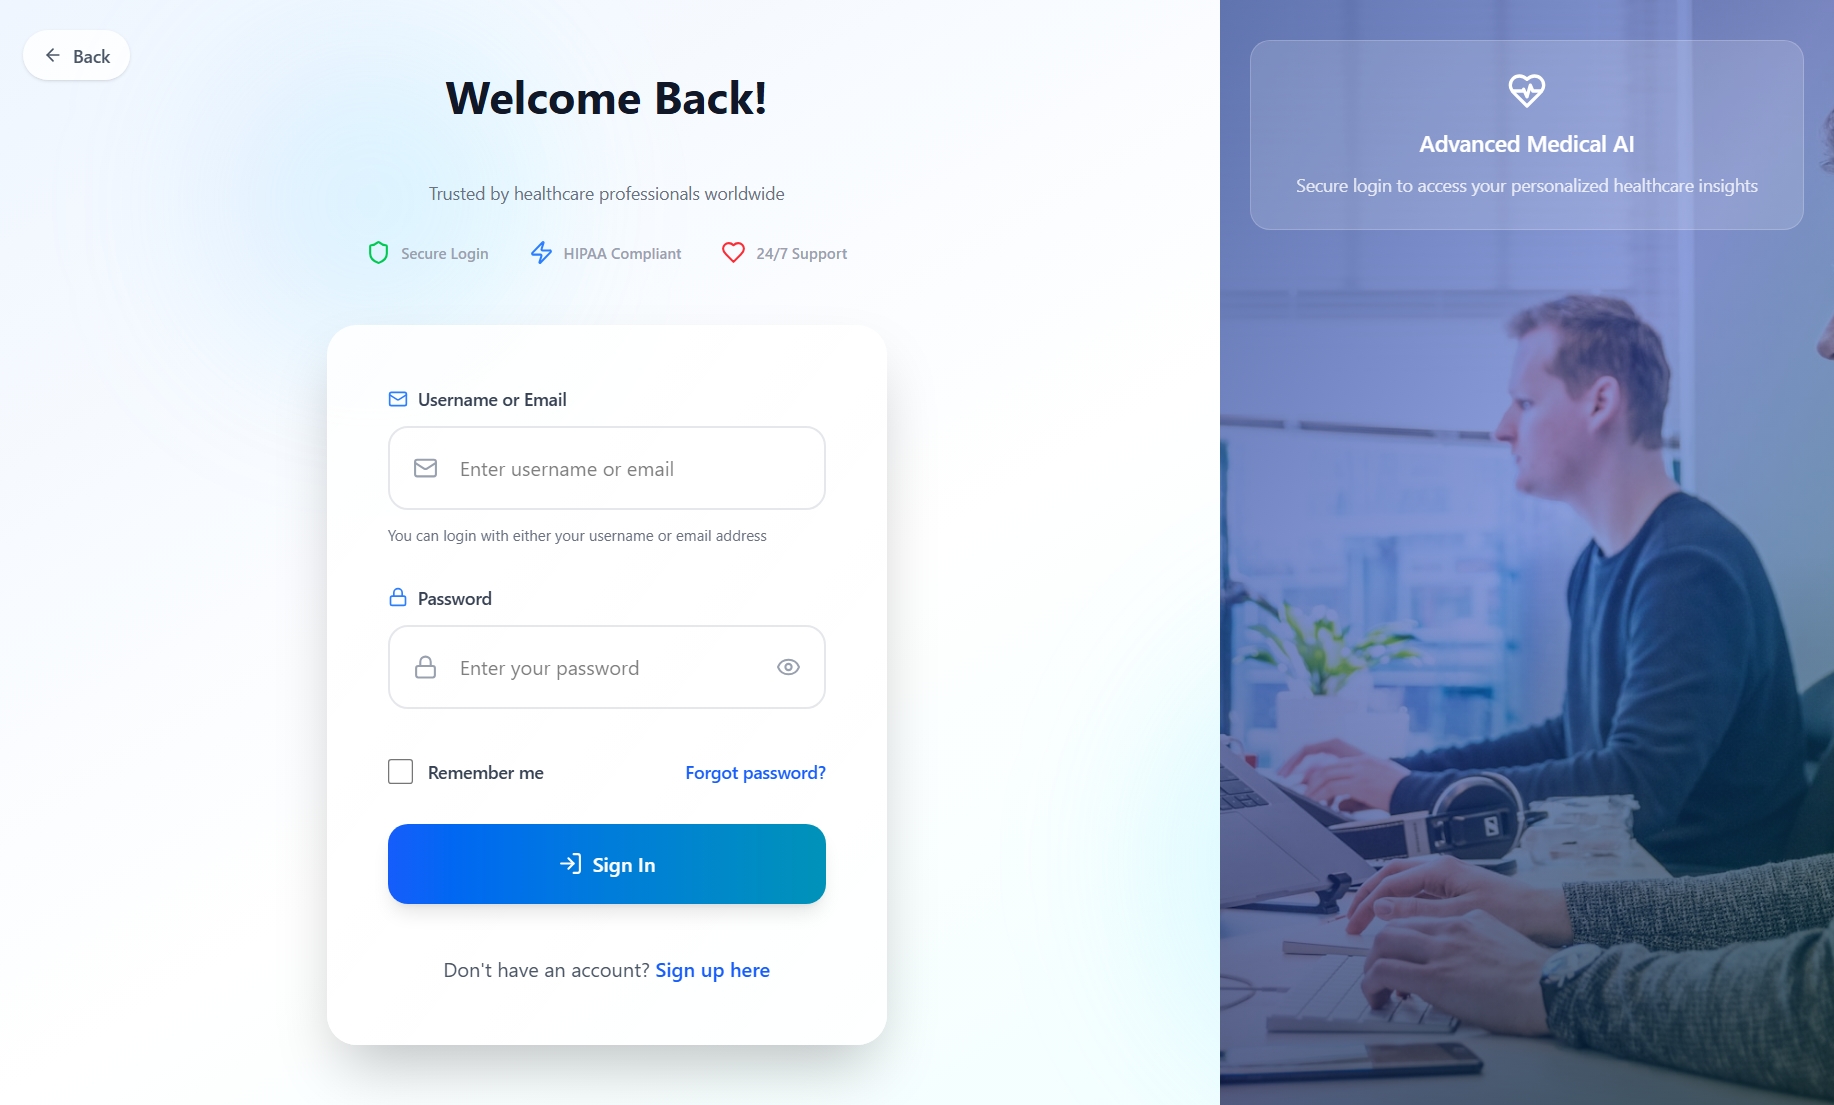 Back
Welcome Back!
Trusted by healthcare professionals worldwide
Secure Login
HIPAA Compliant
24/7 Support
Username or Email
Enter username or email
You can login with either your username or email address
Password
Enter your password
Remember me
Forgot password?
Sign In
Don't have an account? Sign up here
Advanced Medical AI
Secure login to access your personalized healthcare insights